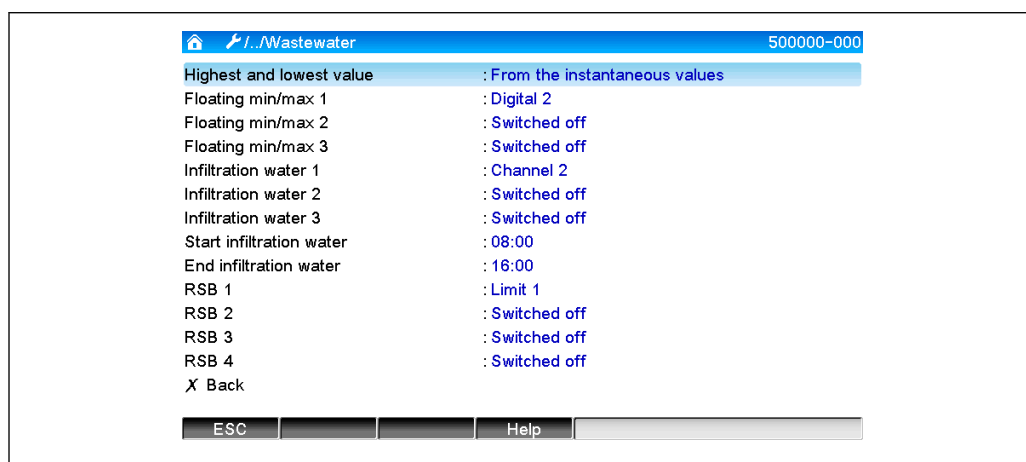 /../Wastewater 500000-000
Highest and lowest value : From the instantaneous values
Floating min/max 1 : Digital 2
Floating min/max 2 : Switched off
Floating min/max 3 : Switched off
Infiltration water 1 : Channel 2
Infiltration water 2 : Switched off
Infiltration water 3 : Switched off
Start infiltration water : 08:00
End infiltration water : 16:00
RSB 1 : Limit 1
RSB 2 : Switched off
RSB 3 : Switched off
RSB 4 : Switched off
X Back
ESC Help